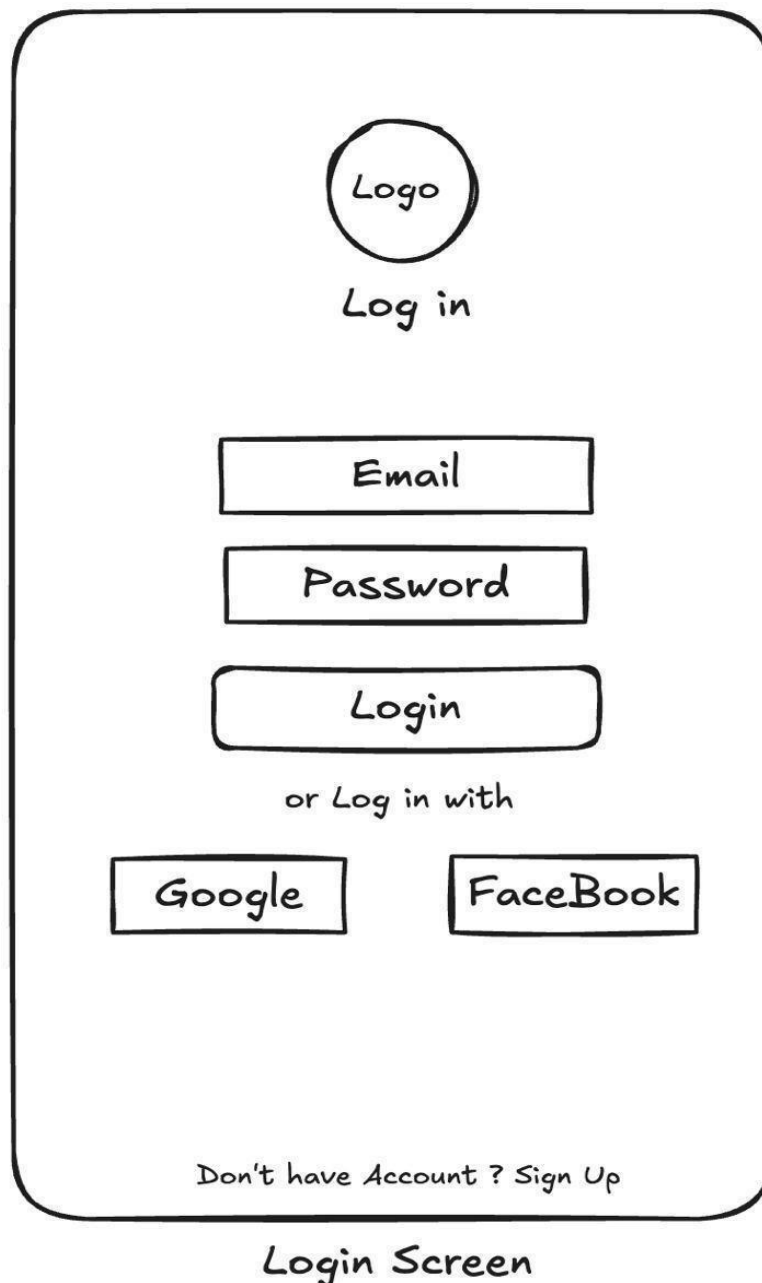 Logo
Log in
Email
Password
Login
or Log in with
Google FaceBook
Don't have Account ? Sign Up
Login Screen